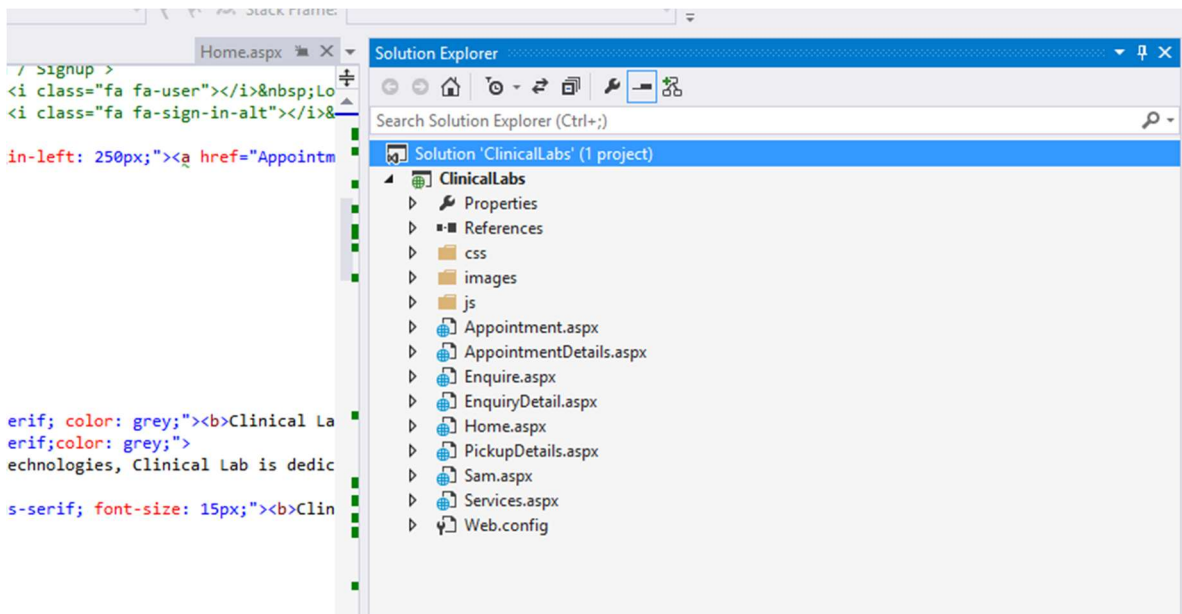 Stack Frame:
Home.aspx
Solution Explorer
/ Signup >
<i class="fa fa-user"></i>&nbsp;Lo
<i class="fa fa-sign-in-alt"></i>&
in-left: 250px;"><a href="Appointm
erif; color: grey;"><b>Clinical La
erif;color: grey;">
echnologies, Clinical Lab is dedic
s-serif; font-size: 15px;"><b>Clin
Search Solution Explorer (Ctrl+;)
Solution 'ClinicalLabs' (1 project)
ClinicalLabs
Properties
References
css
images
js
Appointment.aspx
AppointmentDetails.aspx
Enquire.aspx
EnquiryDetail.aspx
Home.aspx
PickupDetails.aspx
Sam.aspx
Services.aspx
Web.config